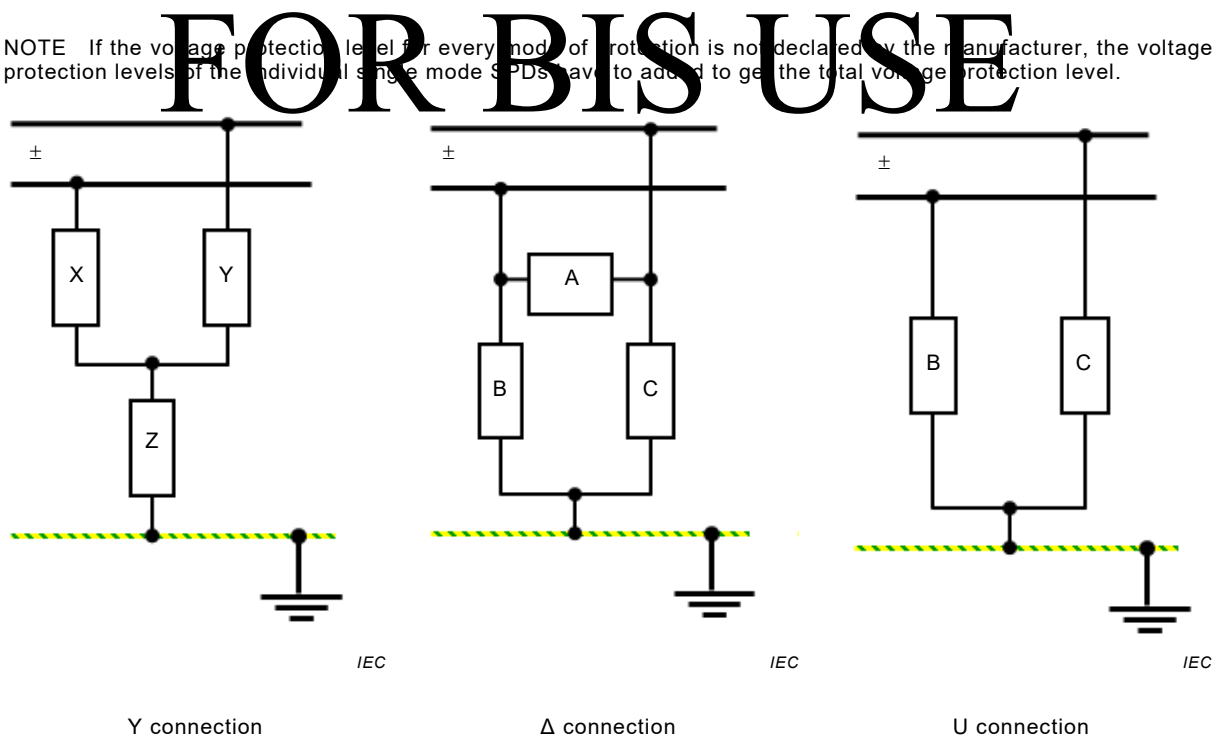 FOR BIS USE
NOTE If the voltage protection level for every mode of protection is not declared by the manufacturer, the voltage
protection levels of the individual single mode SPDs have to added to get the total voltage protection level.
± ± ±
X Y A B C B C
Z
IEC IEC IEC
Y connection Δ connection U connection